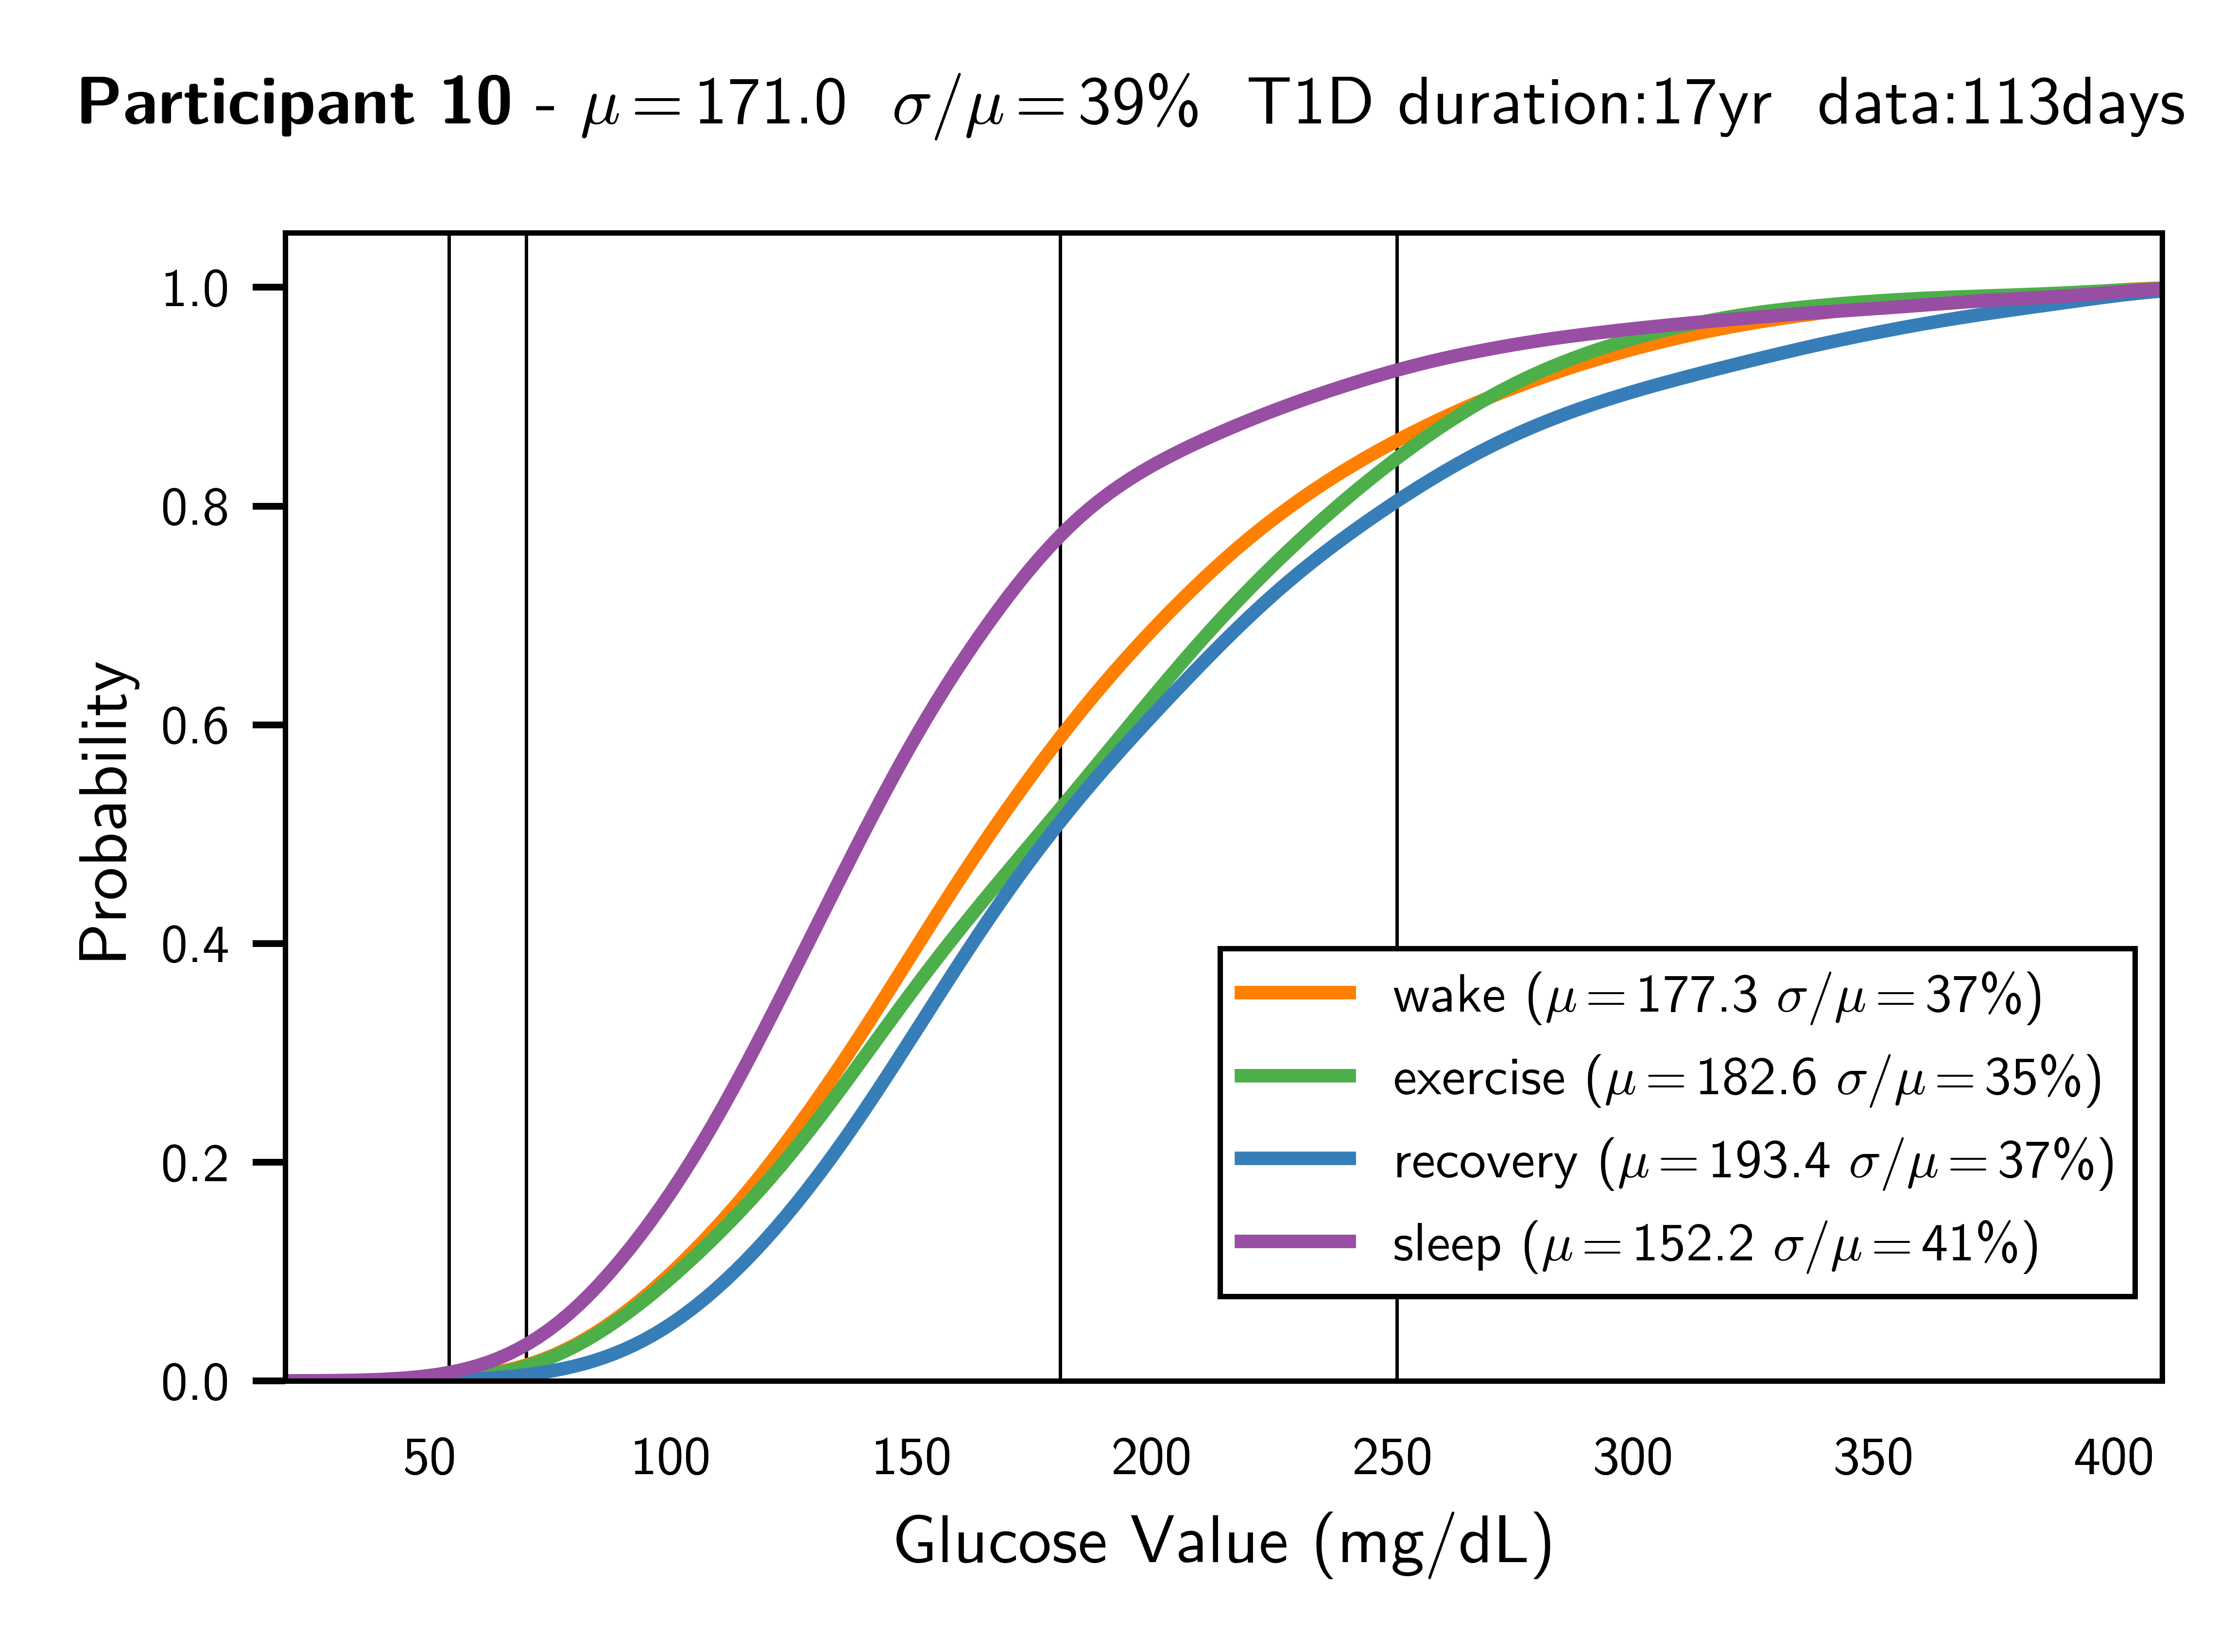 Participant 10 - μ = 171.0 σ/μ = 39% T1D duration:17yr data:113days
Probability
1.0
0.8
0.6
0.4
0.2
0.0
wake (μ = 177.3 σ/μ = 37%)
exercise (μ = 182.6 σ/μ = 35%)
recovery (μ = 193.4 σ/μ = 37%)
sleep (μ = 152.2 σ/μ = 41%)
50 100 150 200 250 300 350 400
Glucose Value (mg/dL)